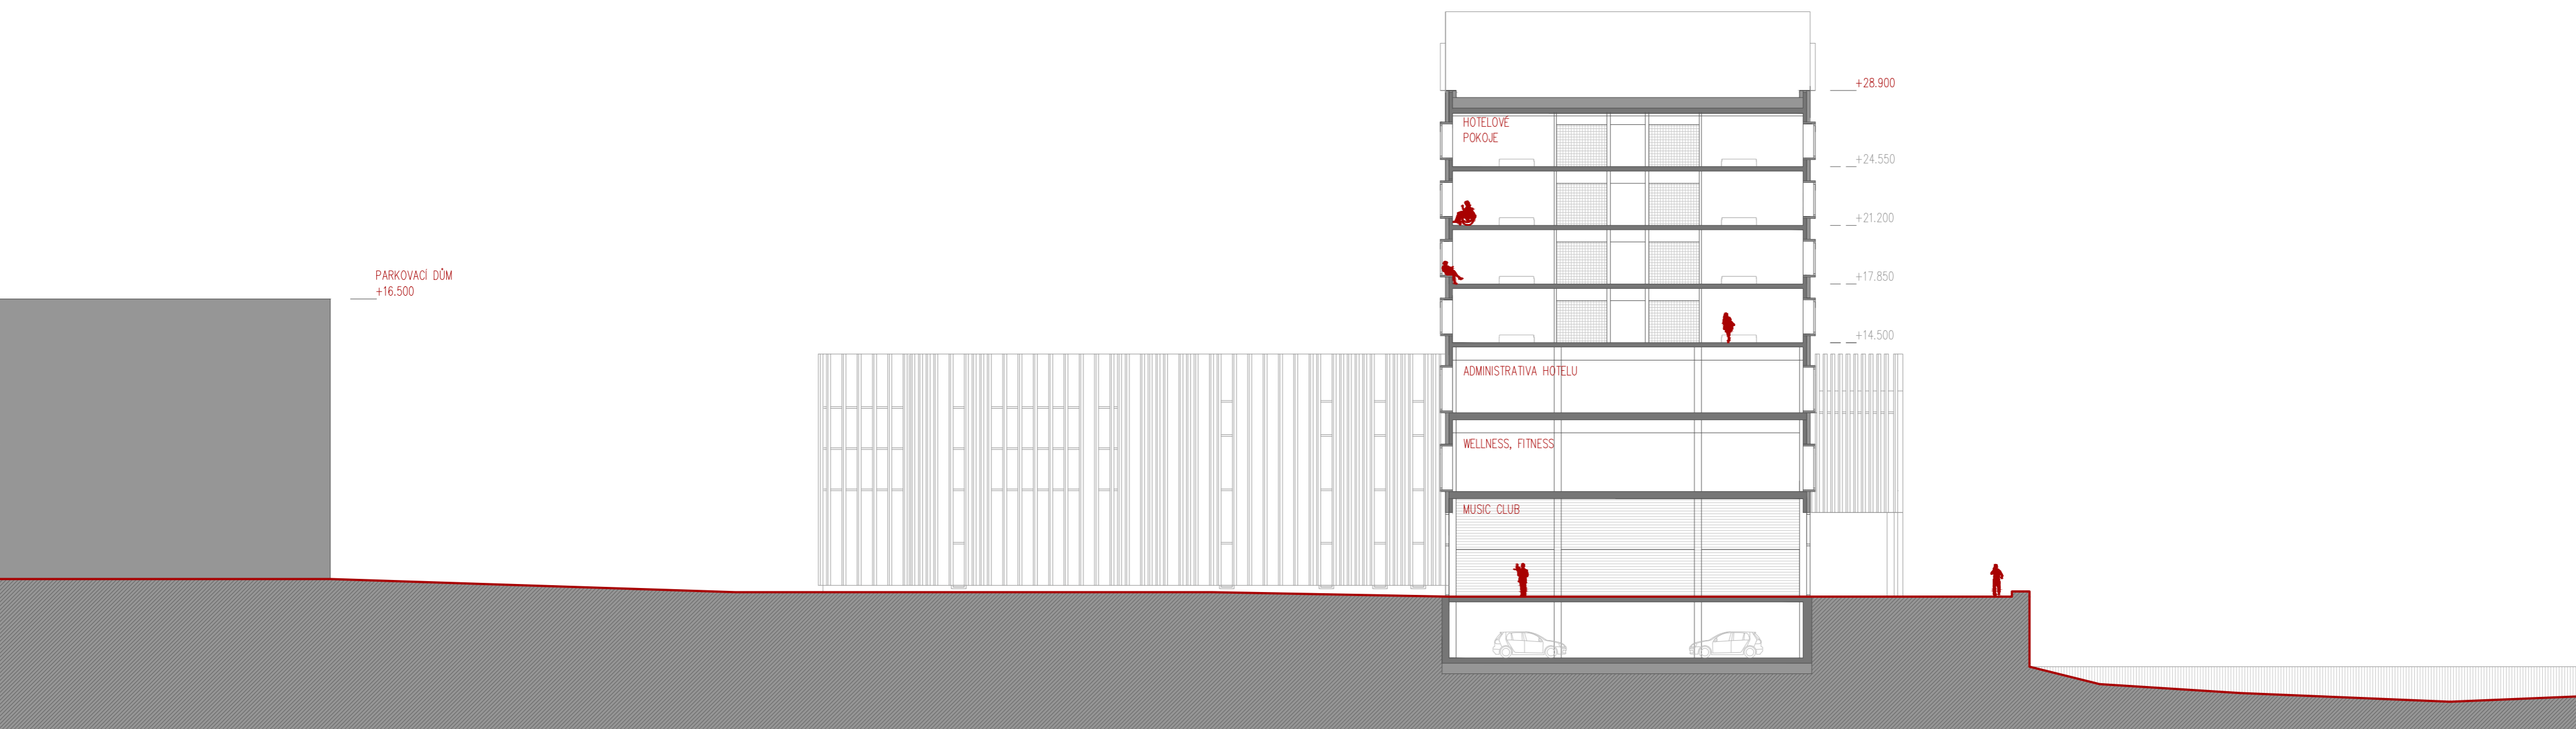 +28.900
HOTELOVÉ
POKOJE
+24.550
+21.200
PARKOVACÍ DŮM
+16.500
+17.850
+14.500
ADMINISTRATIVA HOTELU
WELLNESS, FITNESS
MUSIC CLUB